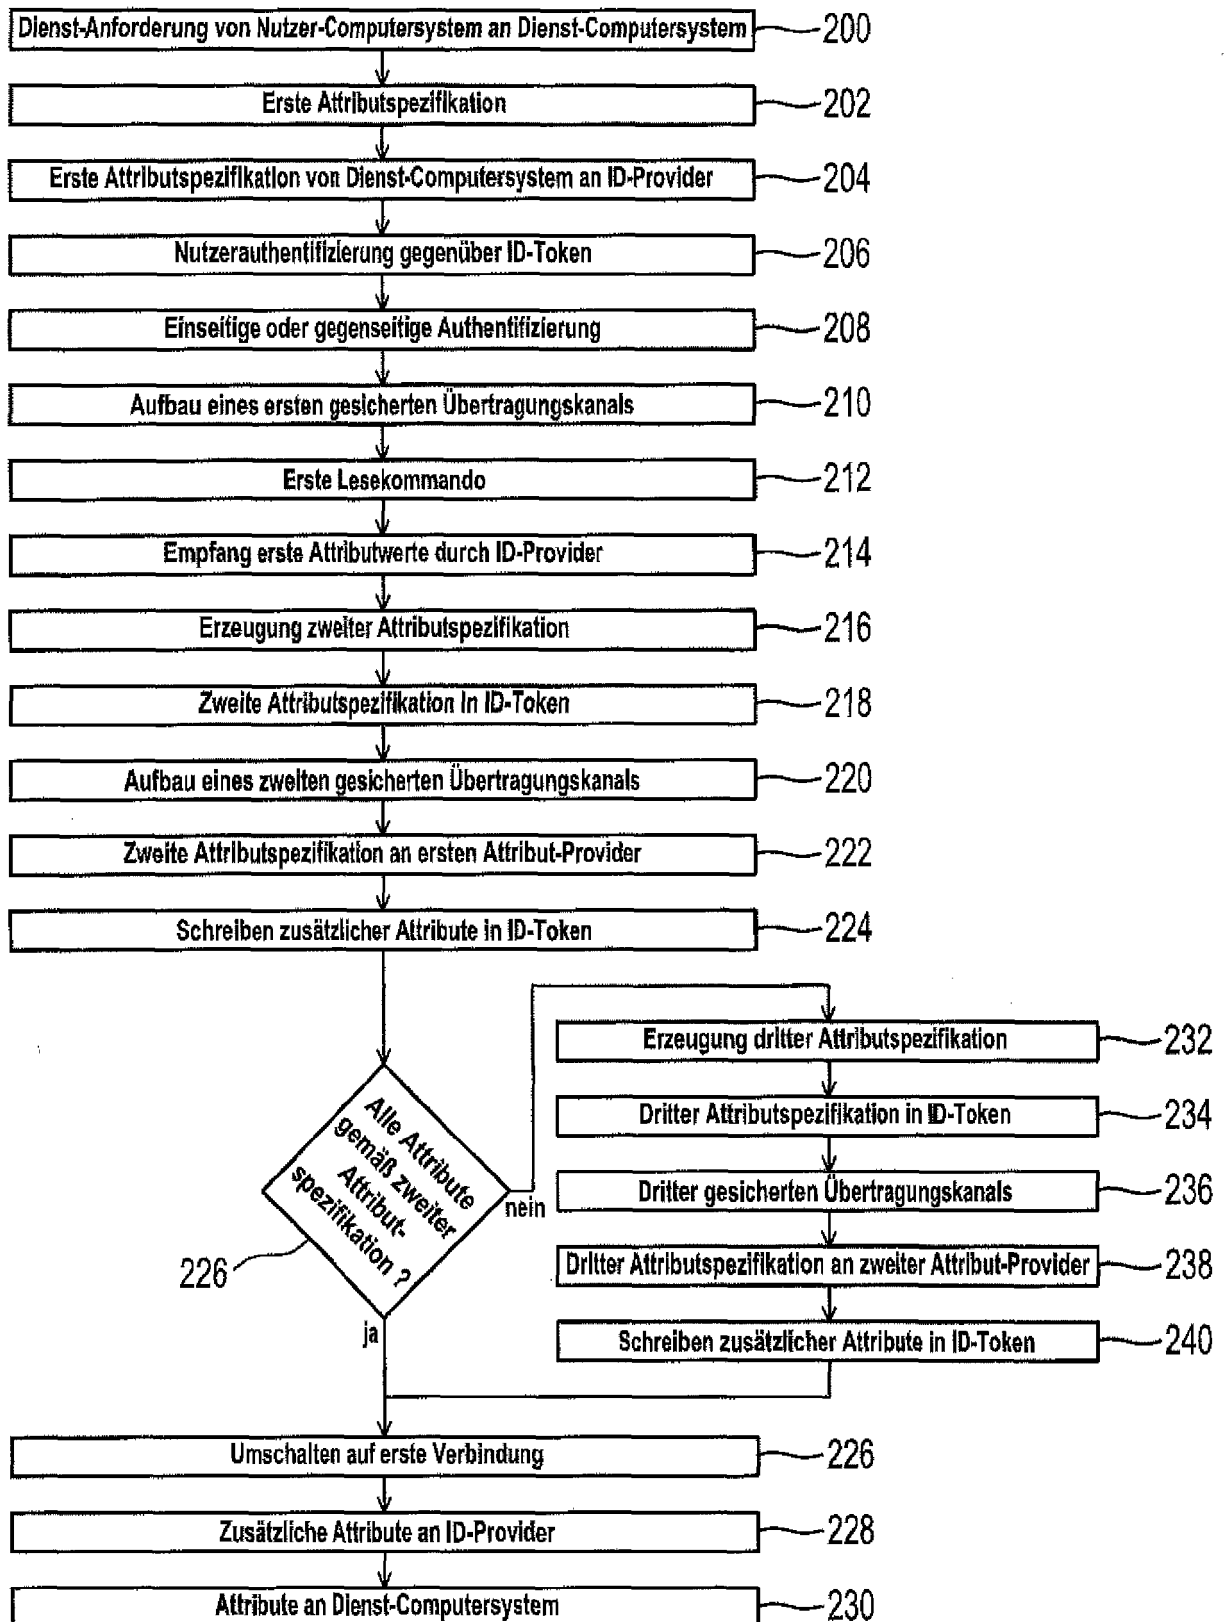 Dienst-Anforderung von Nutzer-Computersystem an Dienst-Computersystem 200
Erste Attributspezifikation 202
Erste Attributspezifikation von Dienst-Computersystem an ID-Provider 204
Nutzerauthentifizierung gegenüber ID-Token 206
Einseitige oder gegenseitige Authentifizierung 208
Aufbau eines ersten gesicherten Übertragungskanals 210
Erste Lesekommando 212
Empfang erste Attributwerte durch ID-Provider 214
Erzeugung zweiter Attributspezifikation 216
Zweite Attributspezifikation in ID-Token 218
Aufbau eines zweiten gesicherten Übertragungskanals 220
Zweite Attributspezifikation an ersten Attribut-Provider 222
Schreiben zusätzlicher Attribute in ID-Token 224
Alle Attribute
gemäß zweiter
Attribut-
spezifikation ?
226
nein
ja
Erzeugung dritter Attributspezifikation 232
Dritter Attributspezifikation in ID-Token 234
Dritter gesicherten Übertragungskanals 236
Dritter Attributspezifikation an zweiter Attribut-Provider 238
Schreiben zusätzlicher Attribute in ID-Token 240
Umschalten auf erste Verbindung 226
Zusätzliche Attribute an ID-Provider 228
Attribute an Dienst-Computersystem 230